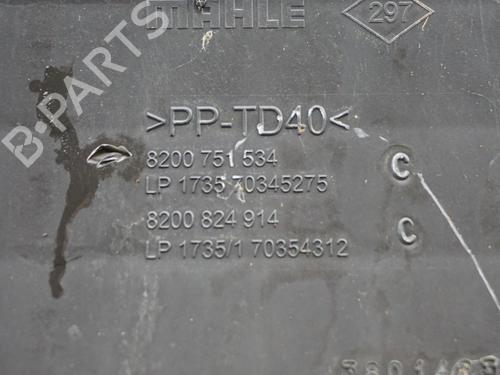 MAHLE
297
>PP-TD40<
8200 751 534 C
LP 1735 70345275
8200 824 914 C
LP 1735/1 70354312
B-PARTS